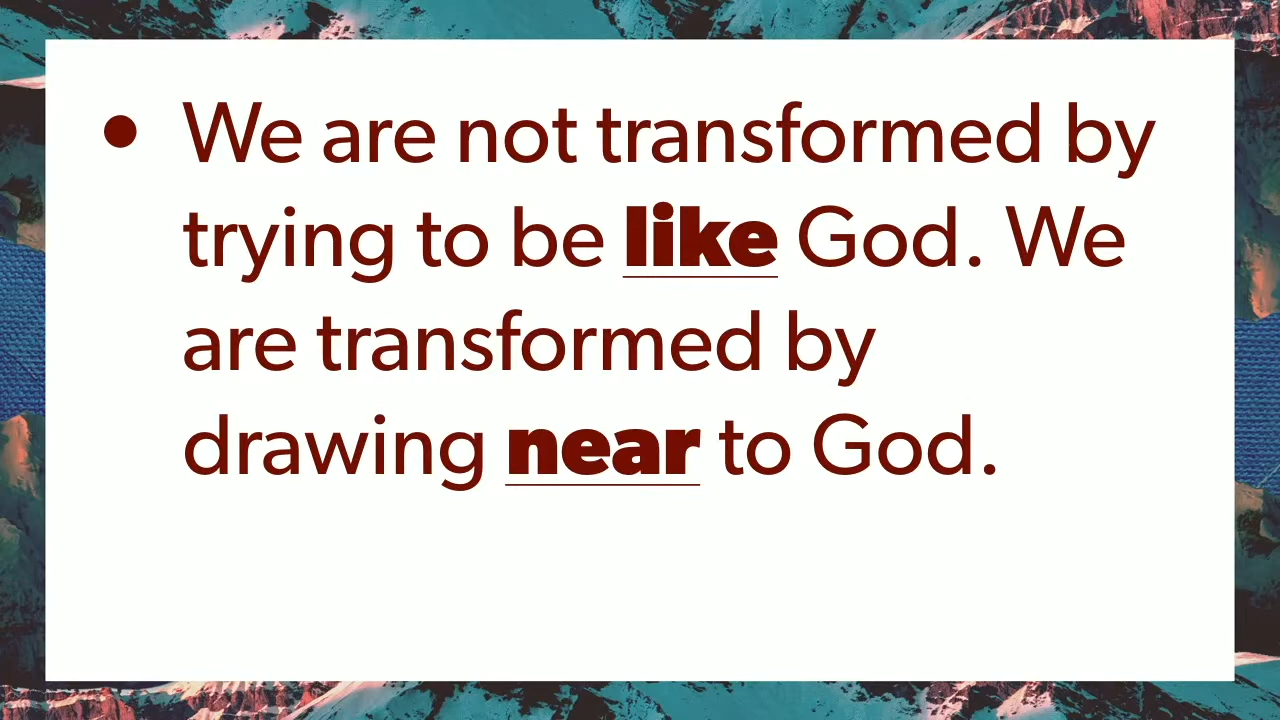 • We are not transformed by
trying to be like God. We
are transformed by
drawing near to God.